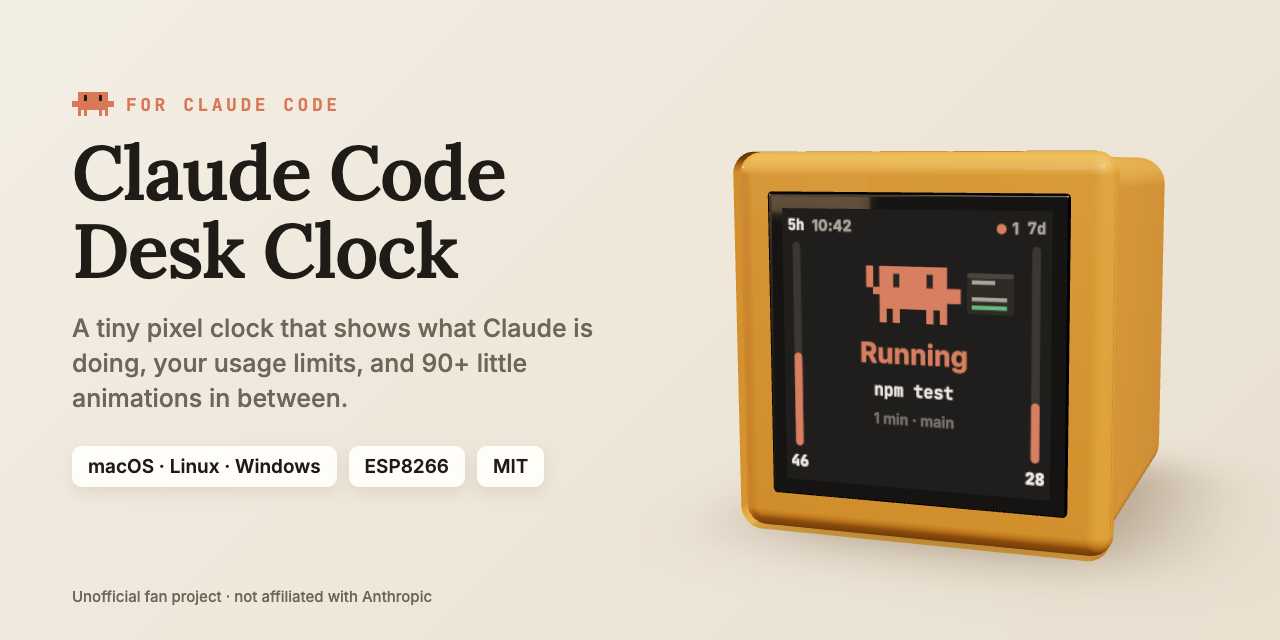 FOR CLAUDE CODE
Claude Code
Desk Clock
A tiny pixel clock that shows what Claude is
doing, your usage limits, and 90+ little
animations in between.
macOS · Linux · Windows
ESP8266
MIT
Unofficial fan project · not affiliated with Anthropic
5h 10:42
1 7d
Running
npm test
1 min · main
46
28